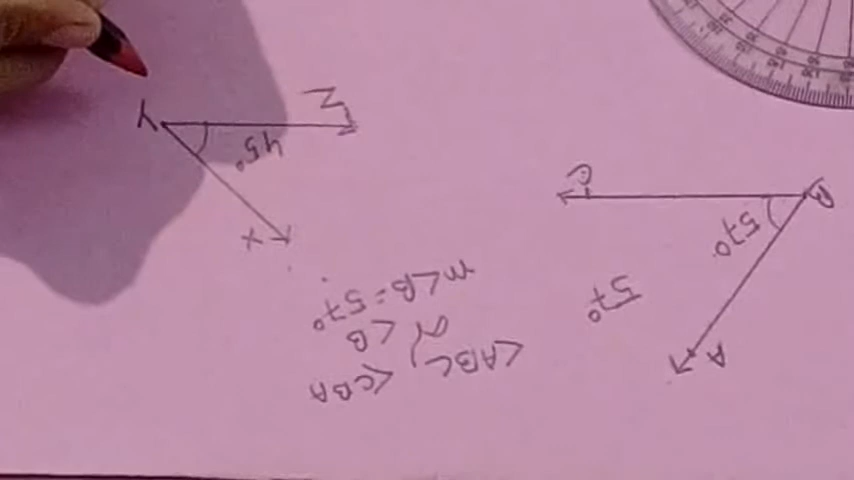 A
∠ABC, ∠CBA
or ∠B
m∠B = 57°
57°
57°
B
C
X
45°
Z
Y